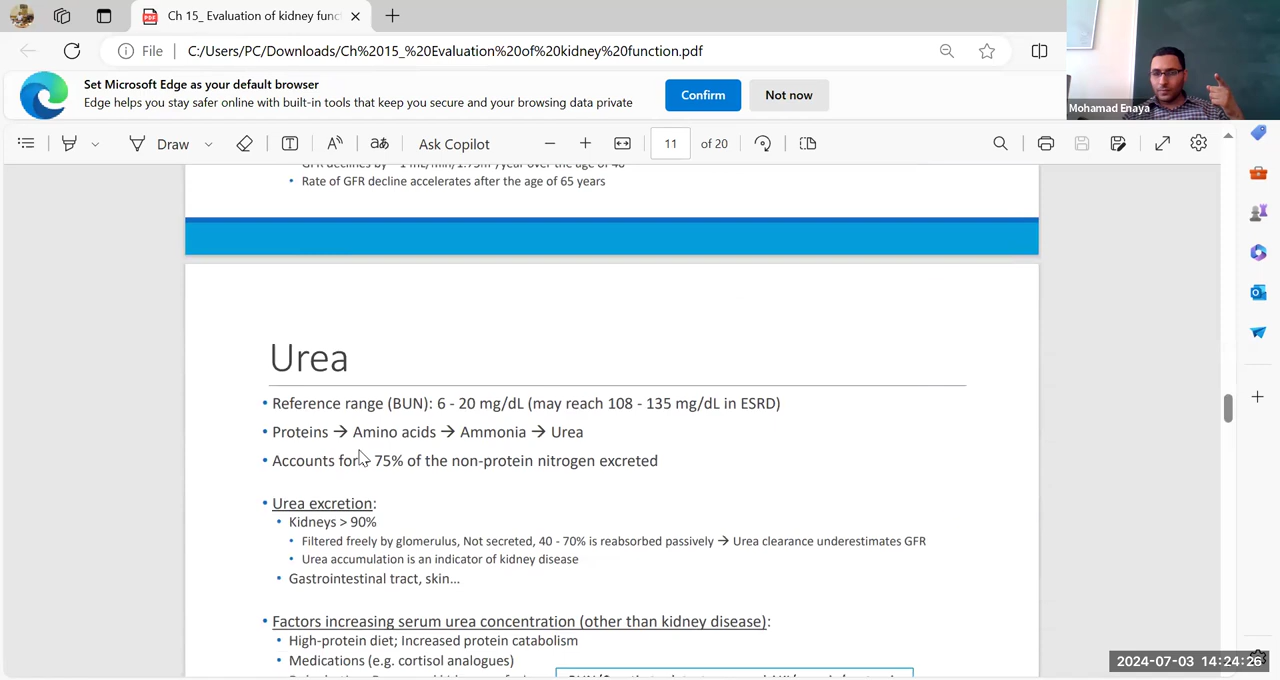 Ch 15_ Evaluation of kidney func
File
C:/Users/PC/Downloads/Ch%2015_%20Evaluation%20of%20kidney%20function.pdf
Set Microsoft Edge as your default browser
Edge helps you stay safer online with built-in tools that keep you secure and your browsing data private
Confirm
Not now
Mohamad Enaya
Draw
Ask Copilot
11 of 20
• Rate of GFR decline accelerates after the age of 65 years
Urea
• Reference range (BUN): 6 - 20 mg/dL (may reach 108 - 135 mg/dL in ESRD)
• Proteins → Amino acids → Ammonia → Urea
• Accounts for 75% of the non-protein nitrogen excreted
• Urea excretion:
• Kidneys > 90%
• Filtered freely by glomerulus, Not secreted, 40 - 70% is reabsorbed passively → Urea clearance underestimates GFR
• Urea accumulation is an indicator of kidney disease
• Gastrointestinal tract, skin...
• Factors increasing serum urea concentration (other than kidney disease):
• High-protein diet; Increased protein catabolism
• Medications (e.g. cortisol analogues)
2024-07-03 14:24:26